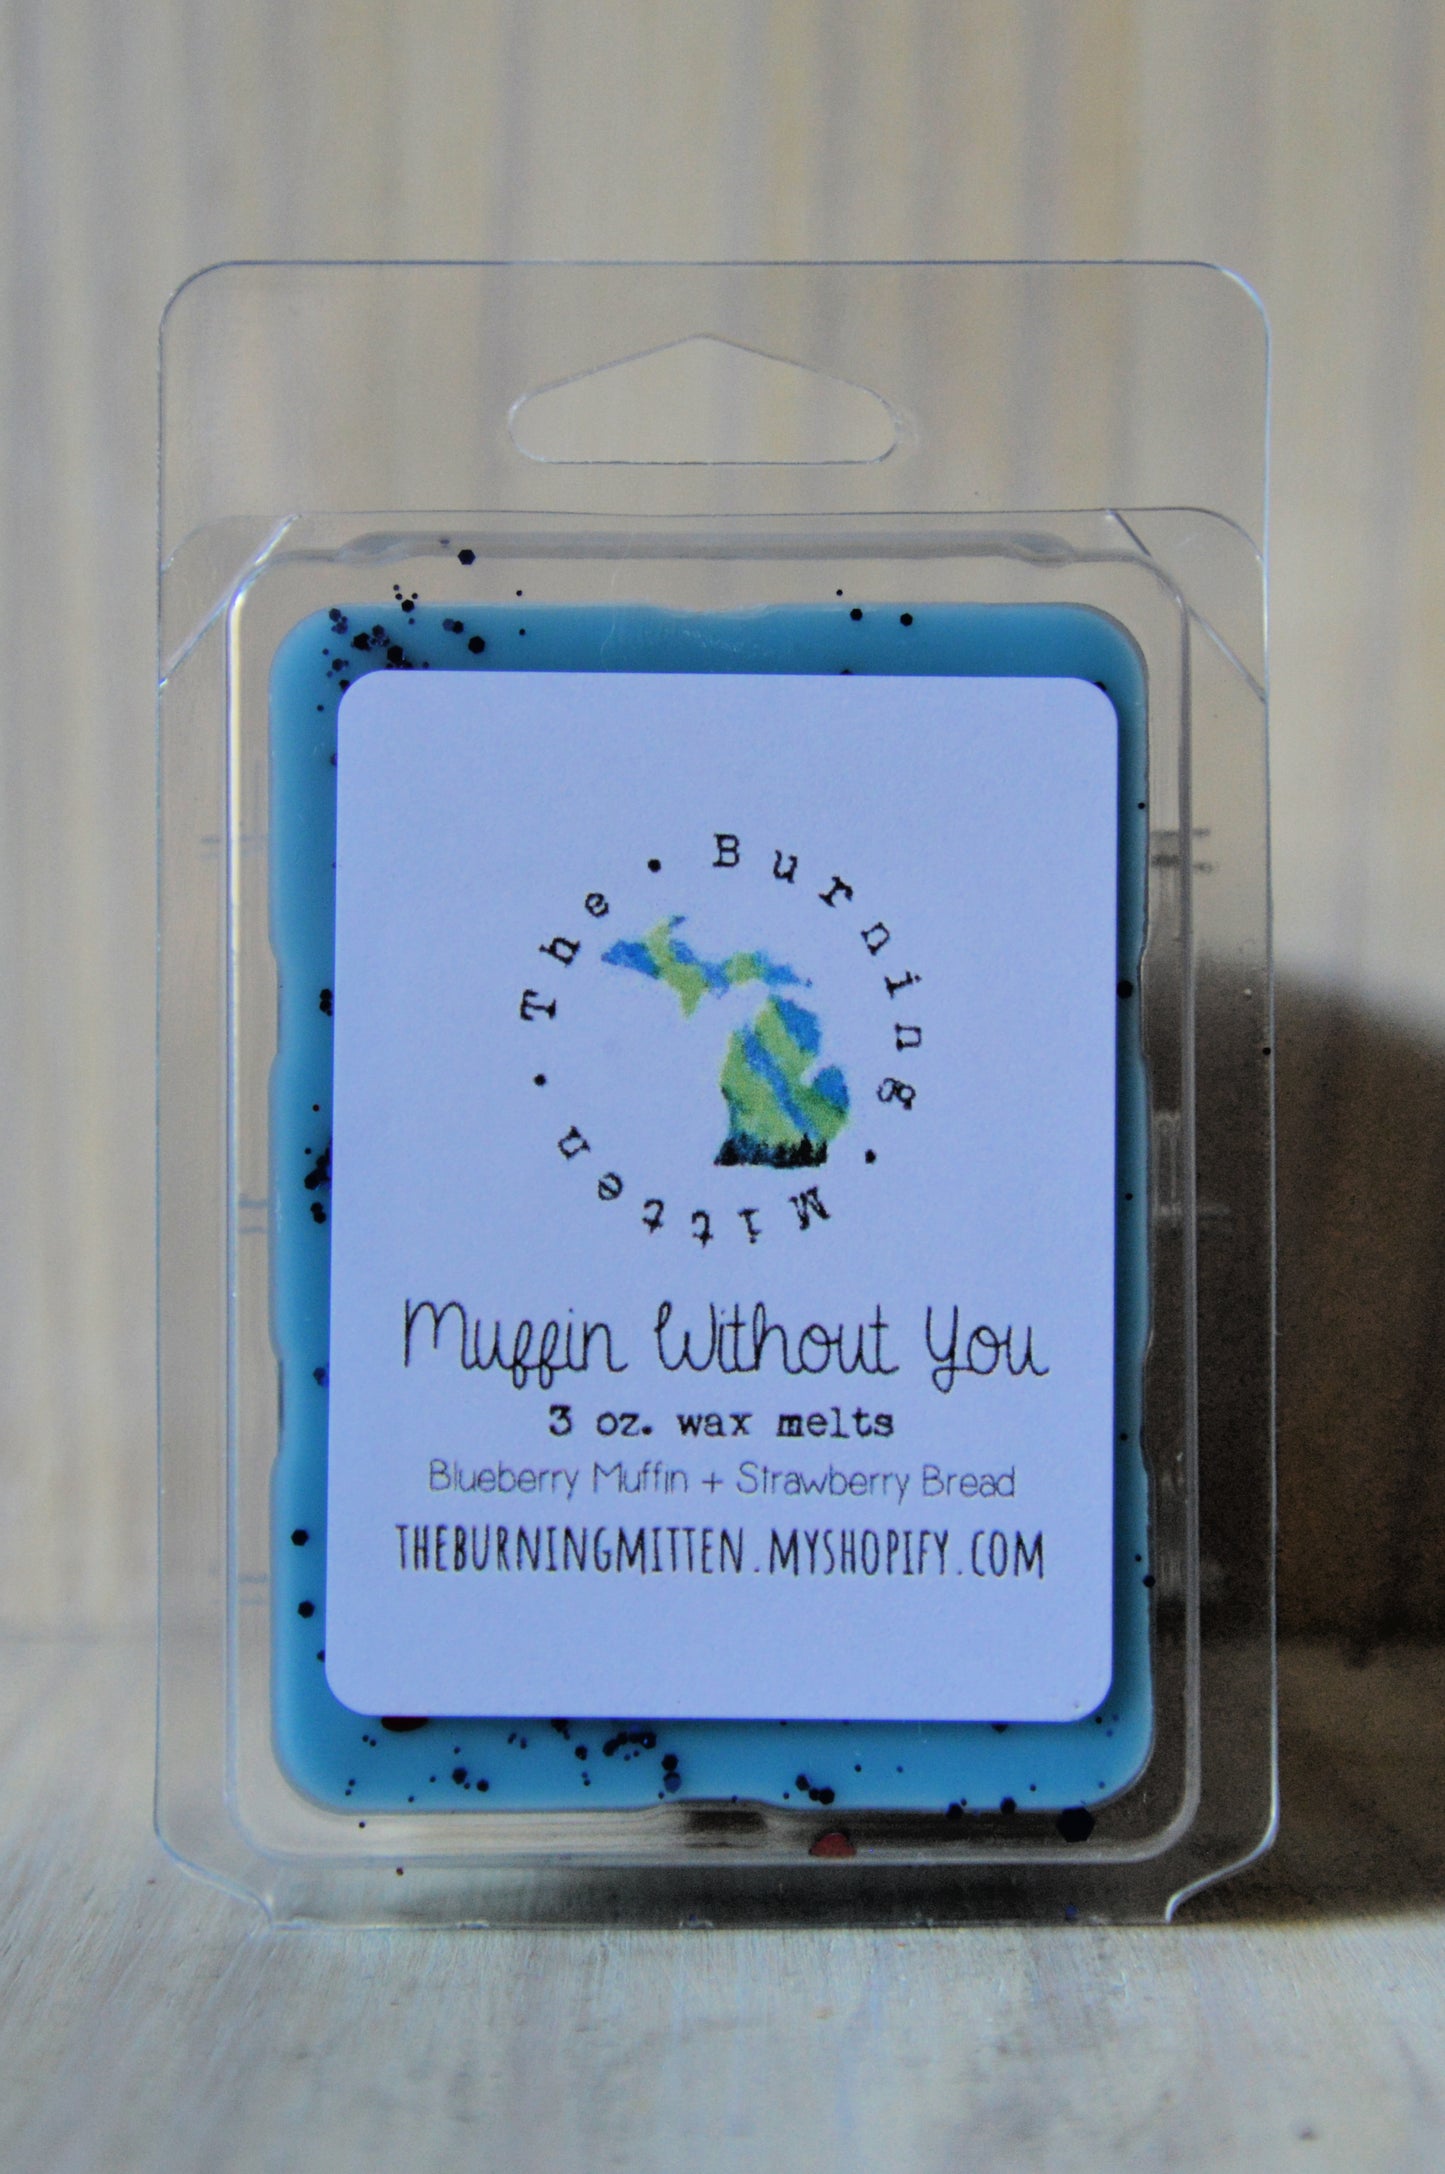 The • Burning • Mitten •
Muffin Without You
3 oz. wax melts
Blueberry Muffin + Strawberry Bread
THEBURNINGMITTEN.MYSHOPIFY.COM